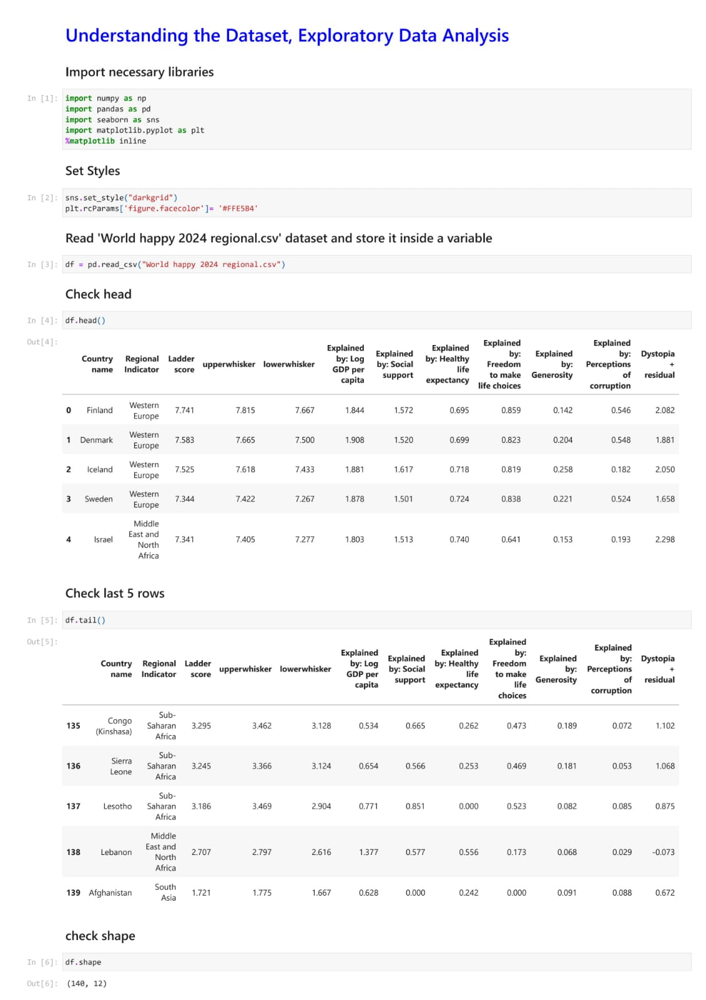 Understanding the Dataset, Exploratory Data Analysis
Import necessary libraries
In [1]: import numpy as np
import pandas as pd
import seaborn as sns
import matplotlib.pyplot as plt
%matplotlib inline
Set Styles
In [2]: sns.set_style("darkgrid")
plt.rcParams['figure.facecolor']= '#FFE5B4'
Read 'World happy 2024 regional.csv' dataset and store it inside a variable
In [3]: df = pd.read_csv("World happy 2024 regional.csv")
Check head
In [4]: df.head()
Out[4]:
Country name Regional Indicator Ladder score upperwhisker lowerwhisker Explained by: Log GDP per capita Explained by: Social support Explained by: Healthy life expectancy Explained by: Freedom to make life choices Explained by: Generosity Explained by: Perceptions of corruption Dystopia + residual
0 Finland Western Europe 7.741 7.815 7.667 1.844 1.572 0.695 0.859 0.142 0.546 2.082
1 Denmark Western Europe 7.583 7.665 7.500 1.908 1.520 0.699 0.823 0.204 0.548 1.881
2 Iceland Western Europe 7.525 7.618 7.433 1.881 1.617 0.718 0.819 0.258 0.182 2.050
3 Sweden Western Europe 7.344 7.422 7.267 1.878 1.501 0.724 0.838 0.221 0.524 1.658
4 Israel Middle East and North Africa 7.341 7.405 7.277 1.803 1.513 0.740 0.641 0.153 0.193 2.298
Check last 5 rows
In [5]: df.tail()
Out[5]:
Country name Regional Indicator Ladder score upperwhisker lowerwhisker Explained by: Log GDP per capita Explained by: Social support Explained by: Healthy life expectancy Explained by: Freedom to make life choices Explained by: Generosity Explained by: Perceptions of corruption Dystopia + residual
135 Congo (Kinshasa) Sub-Saharan Africa 3.295 3.462 3.128 0.534 0.665 0.262 0.473 0.189 0.072 1.102
136 Sierra Leone Sub-Saharan Africa 3.245 3.366 3.124 0.654 0.566 0.253 0.469 0.181 0.053 1.068
137 Lesotho Sub-Saharan Africa 3.186 3.469 2.904 0.771 0.851 0.000 0.523 0.082 0.085 0.875
138 Lebanon Middle East and North Africa 2.707 2.797 2.616 1.377 0.577 0.556 0.173 0.068 0.029 -0.073
139 Afghanistan South Asia 1.721 1.775 1.667 0.628 0.000 0.242 0.000 0.091 0.088 0.672
check shape
In [6]: df.shape
Out[6]: (140, 12)